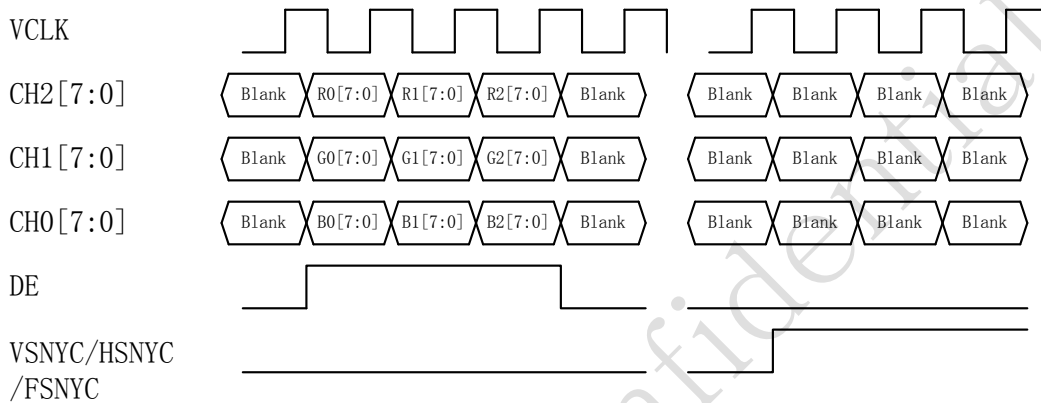 VCLK
CH2[7:0] Blank R0[7:0] R1[7:0] R2[7:0] Blank Blank Blank Blank Blank
CH1[7:0] Blank G0[7:0] G1[7:0] G2[7:0] Blank Blank Blank Blank Blank
CH0[7:0] Blank B0[7:0] B1[7:0] B2[7:0] Blank Blank Blank Blank Blank
DE
VSNYC/HSNYC
/FSNYC
nfidential